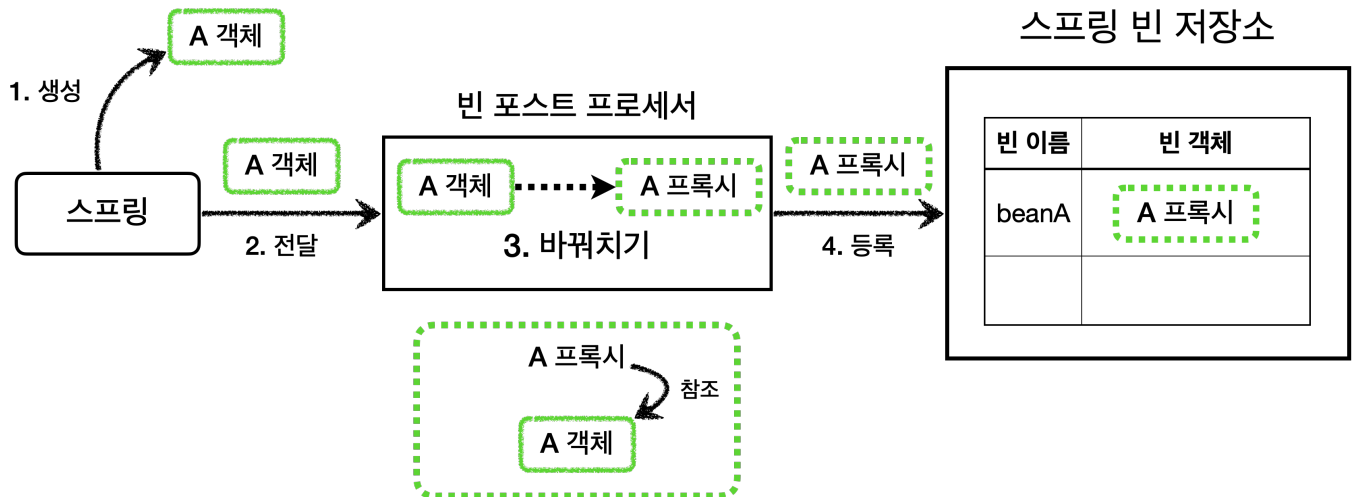 A 객체
스프링 빈 저장소
1. 생성
빈 포스트 프로세서
A 객체
A 프록시
빈 이름
빈 객체
스프링
A 객체
A 프록시
beanA
A 프록시
2. 전달
3. 바꿔치기
4. 등록
A 프록시
참조
A 객체